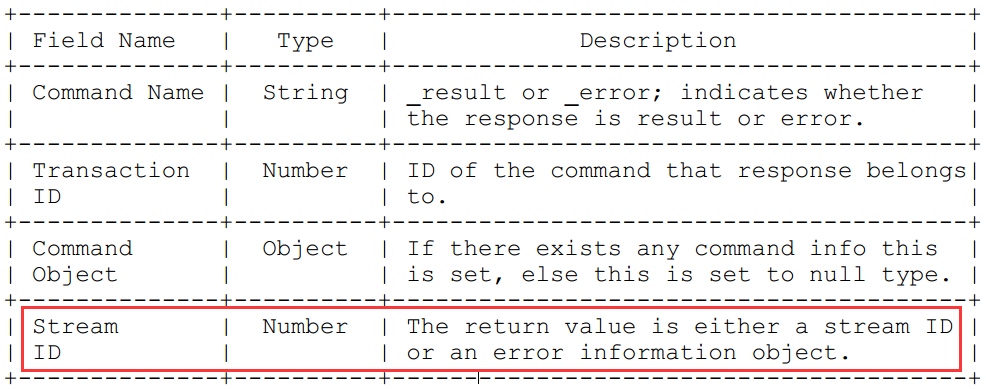 +--------------+----------+----------------------------------------+
| Field Name   |   Type   |             Description                |
+--------------+----------+----------------------------------------+
| Command Name |  String  | _result or _error; indicates whether   |
|              |          | the response is result or error.       |
+--------------+----------+----------------------------------------+
| Transaction  |  Number  | ID of the command that response belongs|
| ID           |          | to.                                    |
+--------------+----------+----------------------------------------+
| Command      |  Object  | If there exists any command info this  |
| Object       |          | is set, else this is set to null type. |
+--------------+----------+----------------------------------------+
| Stream       |  Number  | The return value is either a stream ID |
| ID           |          | or an error information object.        |
+--------------+----------+----------------------------------------+